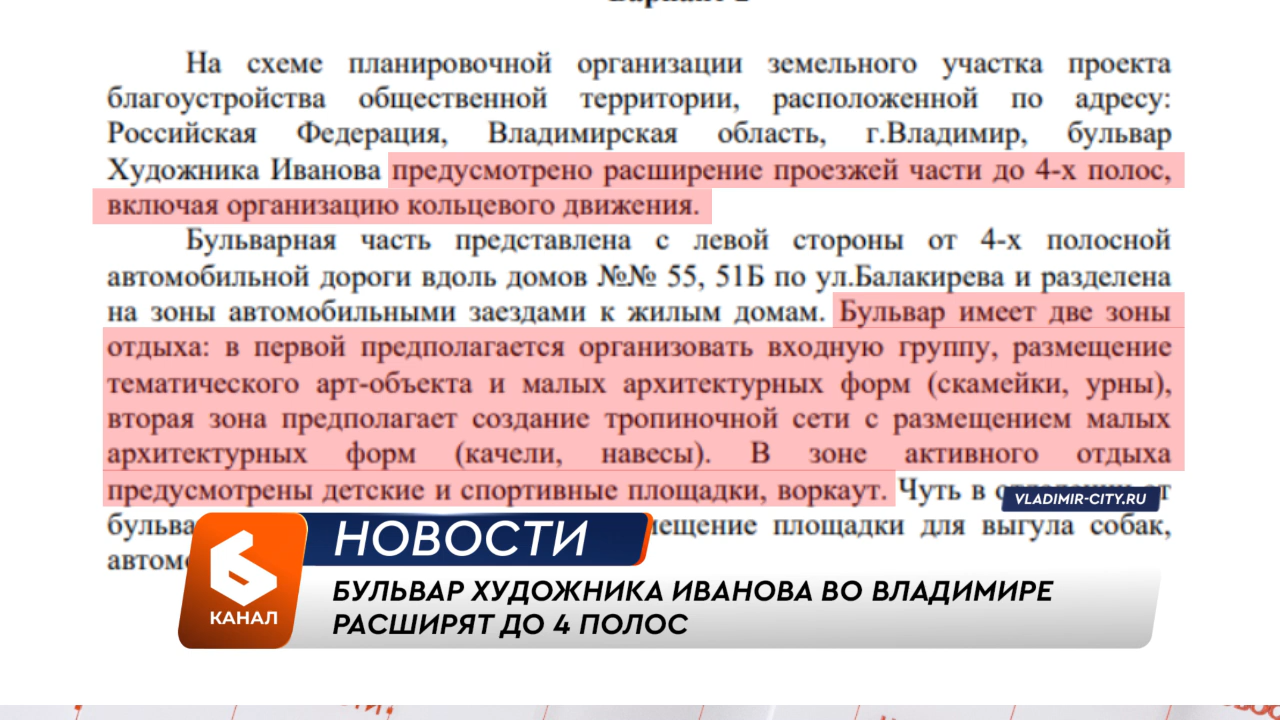 На схеме планировочной организации земельного участка проекта
благоустройства общественной территории, расположенной по адресу:
Российская Федерация, Владимирская область, г.Владимир, бульвар
Художника Иванова предусмотрено расширение проезжей части до 4-х полос,
включая организацию кольцевого движения.
Бульварная часть представлена с левой стороны от 4-х полосной
автомобильной дороги вдоль домов №№ 55, 51Б по ул.Балакирева и разделена
на зоны автомобильными заездами к жилым домам. Бульвар имеет две зоны
отдыха: в первой предполагается организовать входную группу, размещение
тематического арт-объекта и малых архитектурных форм (скамейки, урны),
вторая зона предполагает создание тропиночной сети с размещением малых
архитектурных форм (качели, навесы). В зоне активного отдыха
предусмотрены детские и спортивные площадки, воркаут. Чуть в
VLADIMIR-CITY.RU
площадки для выгула собак,
6
КАНАЛ
НОВОСТИ
БУЛЬВАР ХУДОЖНИКА ИВАНОВА ВО ВЛАДИМИРЕ
РАСШИРЯТ ДО 4 ПОЛОС